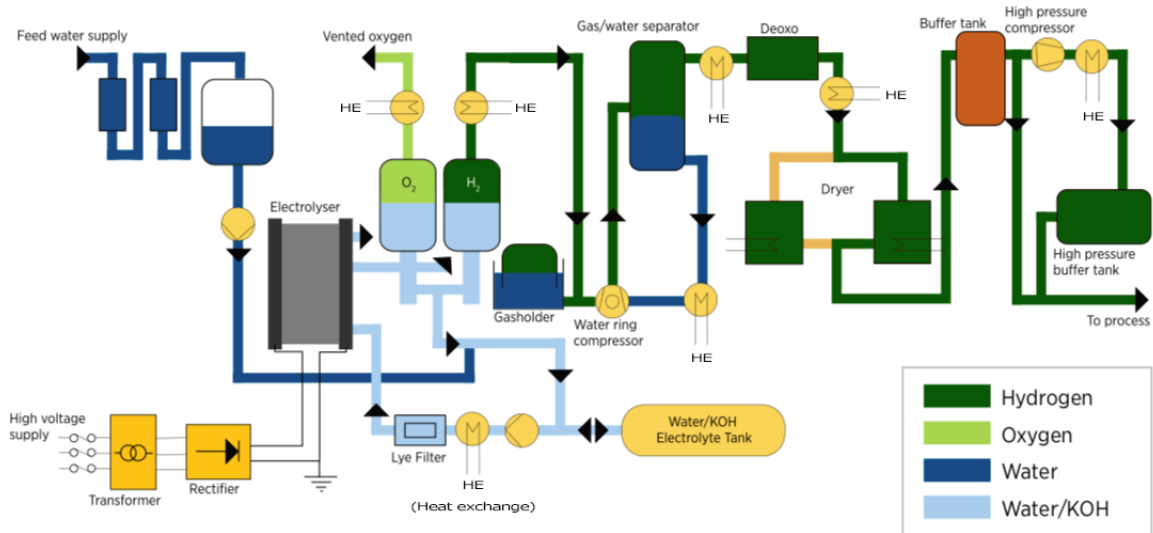 Feed water supply
Vented oxygen
Gas/water separator
Deoxo
Buffer tank
High pressure
compressor
HE
HE
HE
HE
HE
O2
H2
Dryer
Electrolyser
Gasholder
Water ring
compressor
HE
High pressure
buffer tank
To process
High voltage
supply
Transformer
Rectifier
Lye Filter
HE
(Heat exchange)
Water/KOH
Electrolyte Tank
Hydrogen
Oxygen
Water
Water/KOH